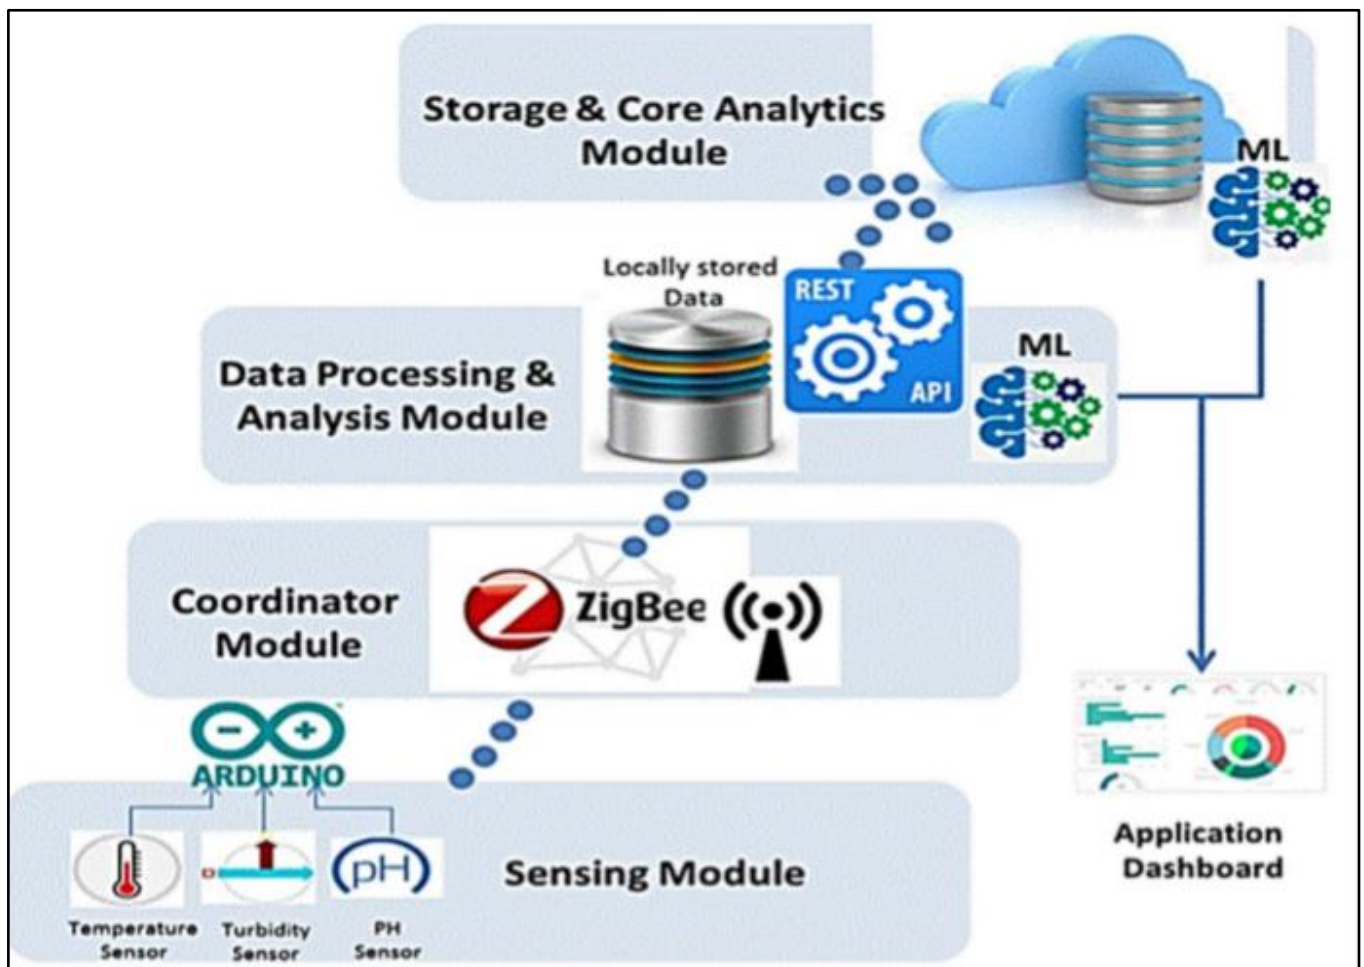 Storage & Core Analytics
Module
ML
Locally stored
Data
REST
API
ML
Data Processing &
Analysis Module
Coordinator
Module
ZigBee
ARDUINO
pH
Sensing Module
Temperature
Sensor
Turbidity
Sensor
PH
Sensor
Application
Dashboard